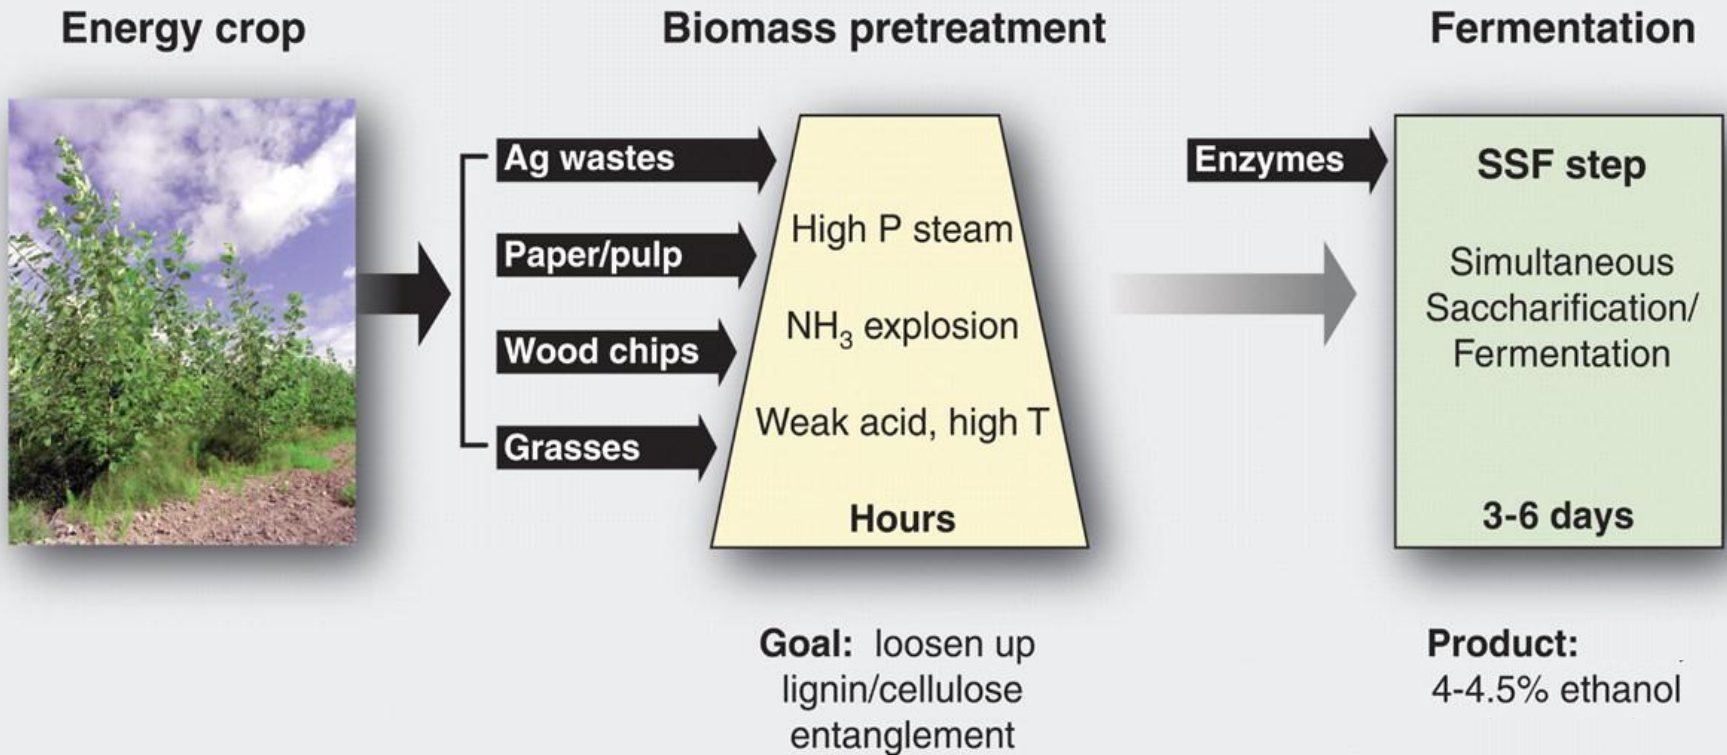 Energy crop
Biomass pretreatment
Fermentation
Ag wastes
Paper/pulp
Wood chips
Grasses
High P steam
NH₃ explosion
Weak acid, high T
Hours
Goal: loosen up
lignin/cellulose
entanglement
Enzymes
SSF step
Simultaneous
Saccharification/
Fermentation
3-6 days
Product:
4-4.5% ethanol